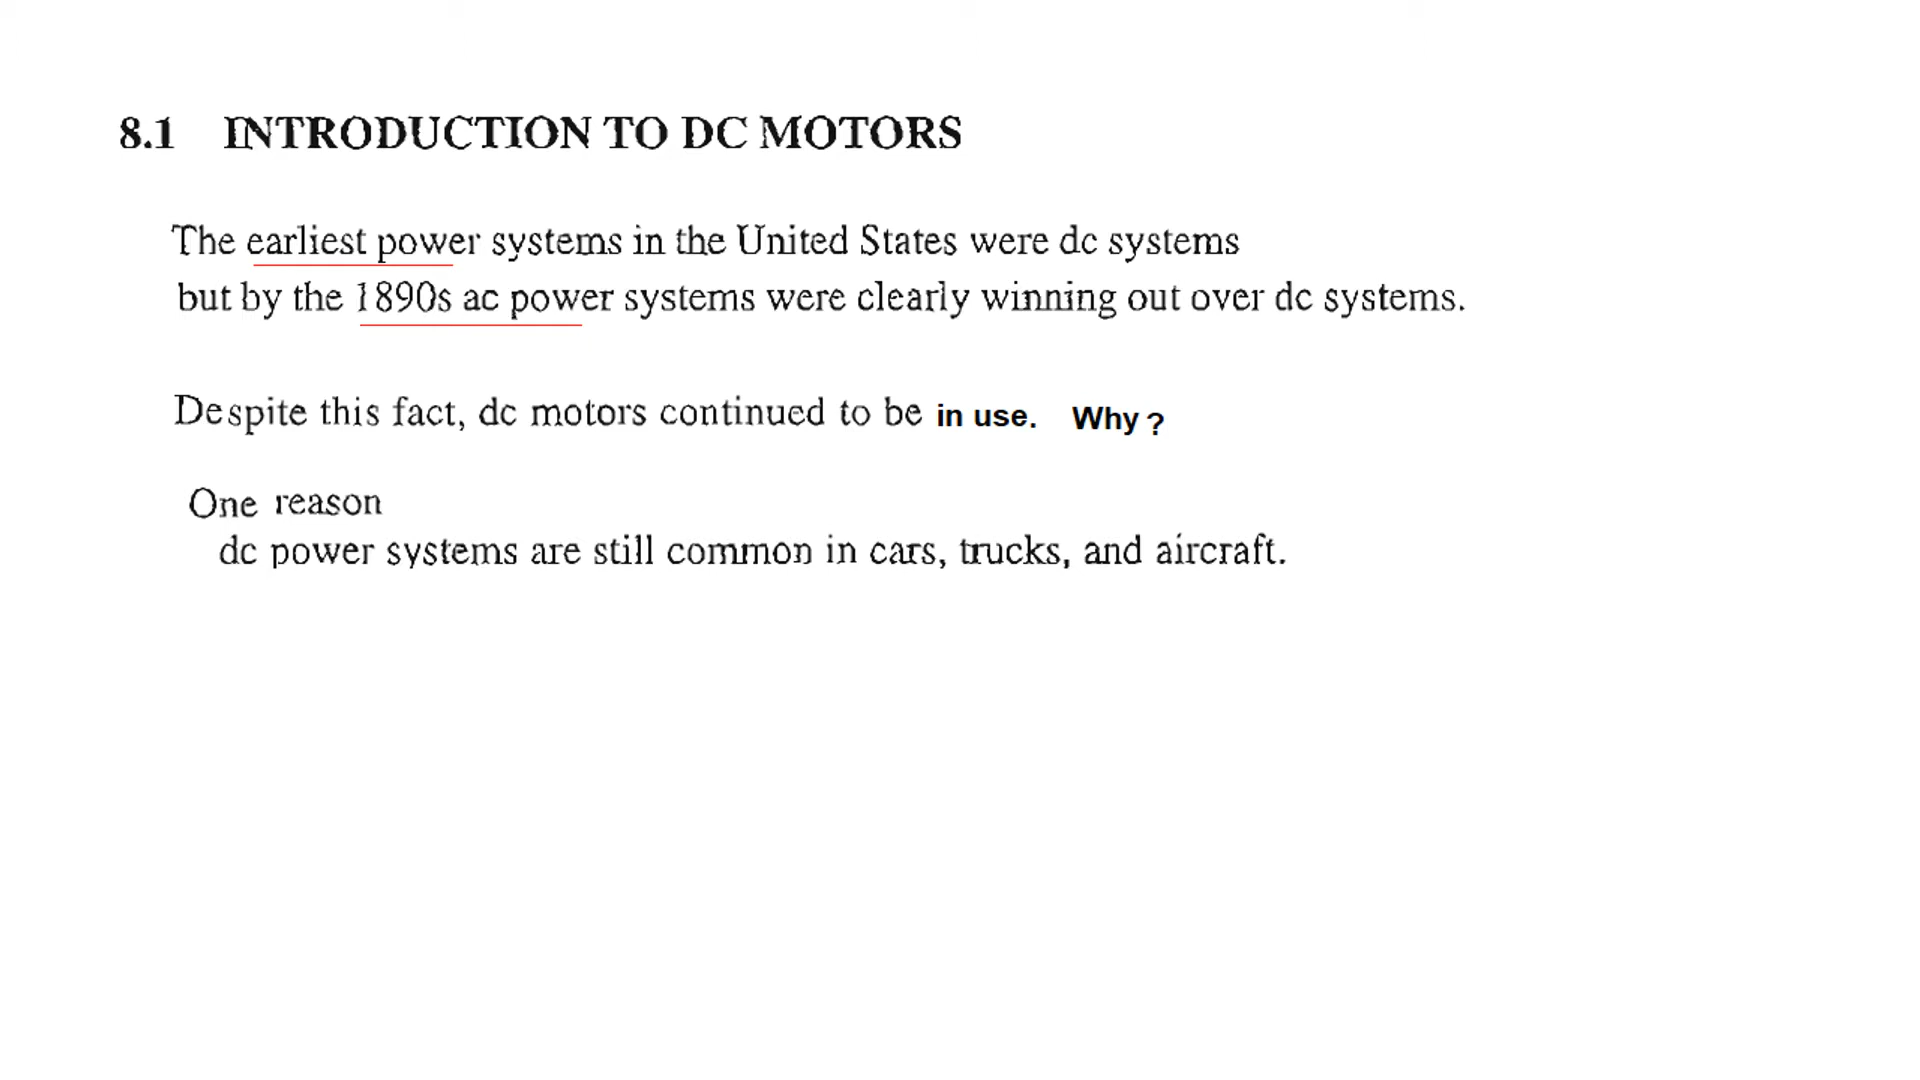 8.1 INTRODUCTION TO DC MOTORS
The earliest power systems in the United States were dc systems
but by the 1890s ac power systems were clearly winning out over dc systems.
Despite this fact, dc motors continued to be in use. Why ?
One reason
dc power systems are still common in cars, trucks, and aircraft.